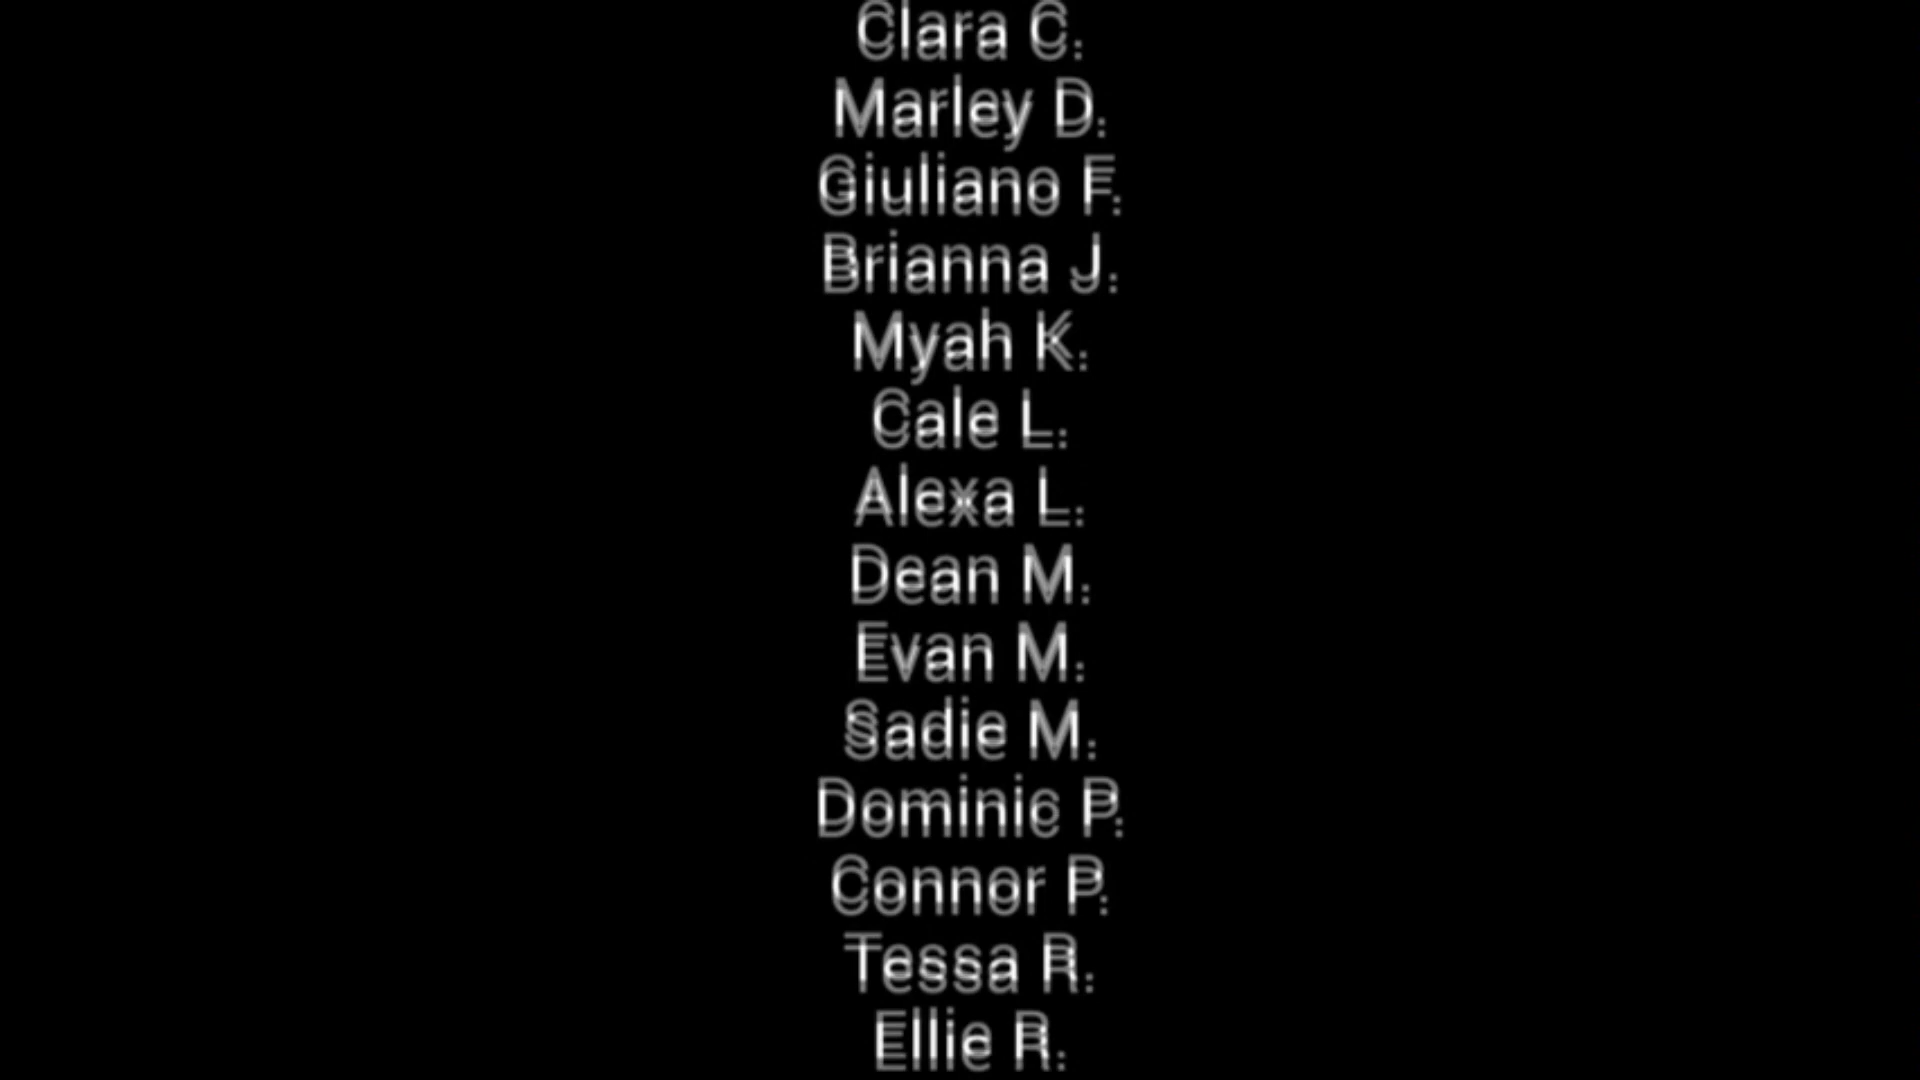 Clara C.
Marley D.
Giuliano F.
Brianna J.
Myah K.
Cale L.
Alexa L.
Dean M.
Evan M.
Sadie M.
Dominic P.
Connor P.
Tessa R.
Ellie R.